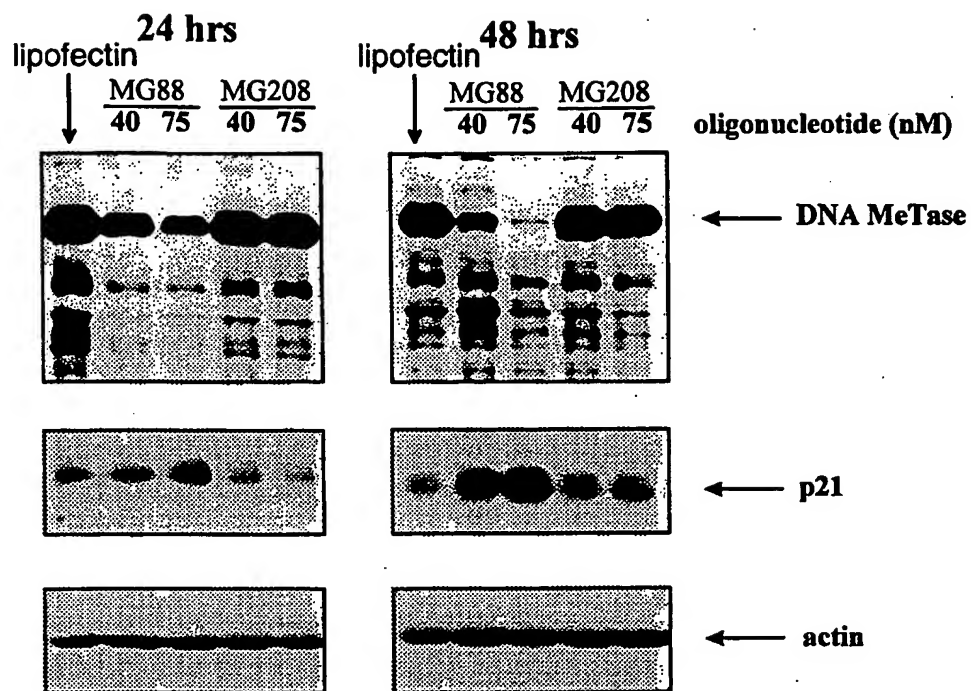 24 hrs
48 hrs
lipofectin
lipofectin
MG88 MG208
MG88 MG208
40 75 40 75
40 75 40 75
oligonucleotide (nM)
DNA MeTase
p21
actin